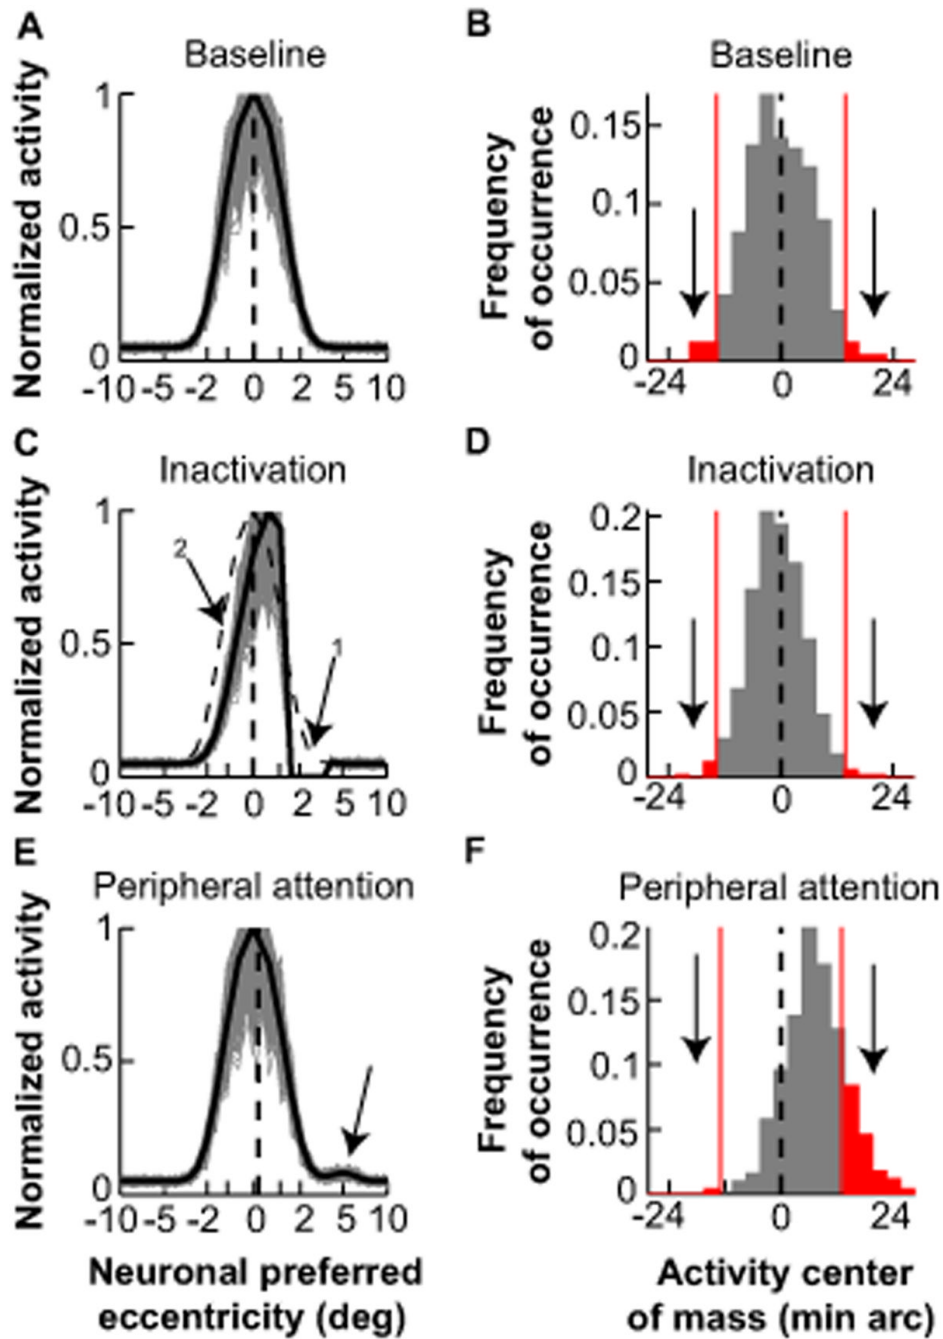 A
Baseline
Normalized activity
1
0.5
0
-10 -5 -2 0 2 5 10
B
Baseline
Frequency
of occurrence
0.15
0.1
0.05
0
-24 0 24
C
Inactivation
Normalized activity
1
0.5
0
2
1
-10 -5 -2 0 2 5 10
D
Inactivation
Frequency
of occurrence
0.2
0.15
0.1
0.05
0
-24 0 24
E
Peripheral attention
Normalized activity
1
0.5
0
-10 -5 -2 0 2 5 10
Neuronal preferred
eccentricity (deg)
F
Peripheral attention
Frequency
of occurrence
0.2
0.15
0.1
0.05
0
-24 0 24
Activity center
of mass (min arc)